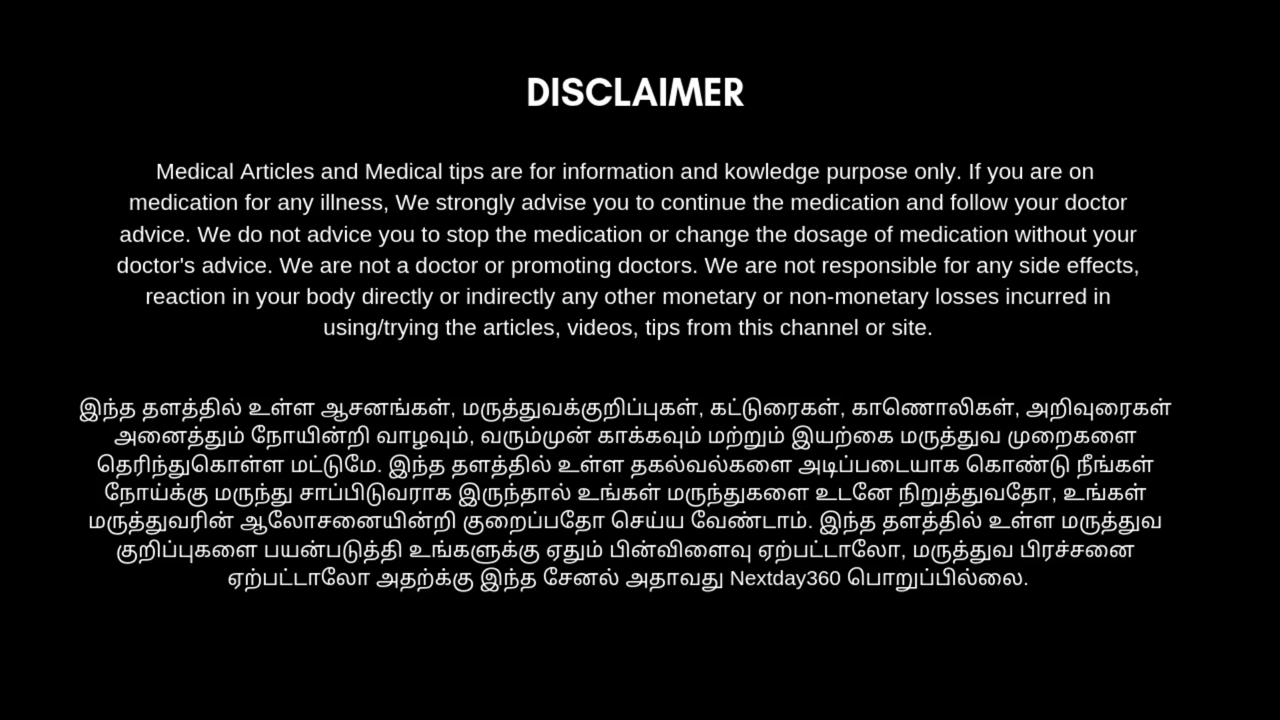 DISCLAIMER
Medical Articles and Medical tips are for information and kowledge purpose only. If you are on
medication for any illness, We strongly advise you to continue the medication and follow your doctor
advice. We do not advice you to stop the medication or change the dosage of medication without your
doctor's advice. We are not a doctor or promoting doctors. We are not responsible for any side effects,
reaction in your body directly or indirectly any other monetary or non-monetary losses incurred in
using/trying the articles, videos, tips from this channel or site.
இந்த தளத்தில் உள்ள ஆசனங்கள், மருத்துவக்குறிப்புகள், கட்டுரைகள், காணொலிகள், அறிவுரைகள்
அனைத்தும் நோயின்றி வாழவும், வரும்முன் காக்கவும் மற்றும் இயற்கை மருத்துவ முறைகளை
தெரிந்துகொள்ள மட்டுமே. இந்த தளத்தில் உள்ள தகல்வல்களை அடிப்படையாக கொண்டு நீங்கள்
நோய்க்கு மருந்து சாப்பிடுவராக இருந்தால் உங்கள் மருந்துகளை உடனே நிறுத்துவதோ, உங்கள்
மருத்துவரின் ஆலோசனையின்றி குறைப்பதோ செய்ய வேண்டாம். இந்த தளத்தில் உள்ள மருத்துவ
குறிப்புகளை பயன்படுத்தி உங்களுக்கு ஏதும் பின்விளைவு ஏற்பட்டாலோ, மருத்துவ பிரச்சனை
ஏற்பட்டாலோ அதற்க்கு இந்த சேனல் அதாவது Nextday360 பொறுப்பில்லை.